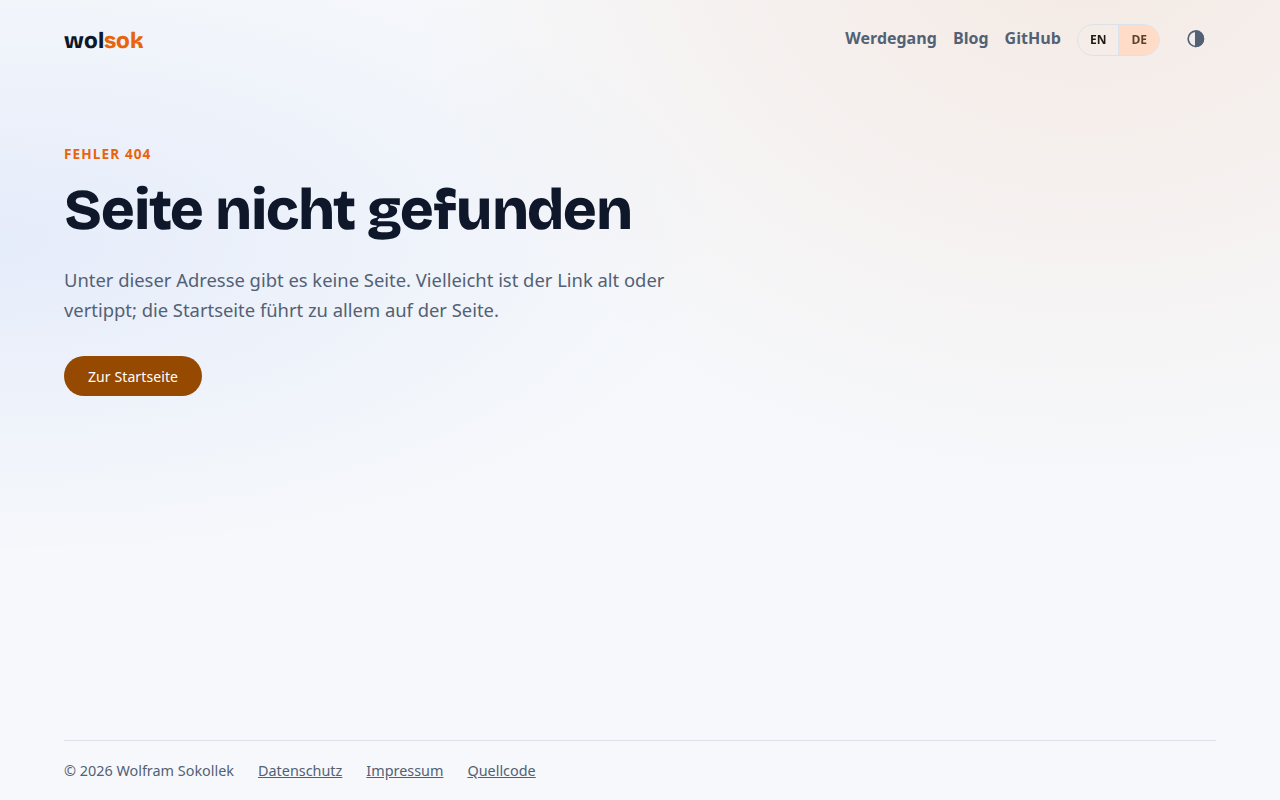 wolsok
Werdegang Blog GitHub EN DE
FEHLER 404
Seite nicht gefunden
Unter dieser Adresse gibt es keine Seite. Vielleicht ist der Link alt oder
vertippt; die Startseite führt zu allem auf der Seite.
Zur Startseite
© 2026 Wolfram Sokollek Datenschutz Impressum Quellcode